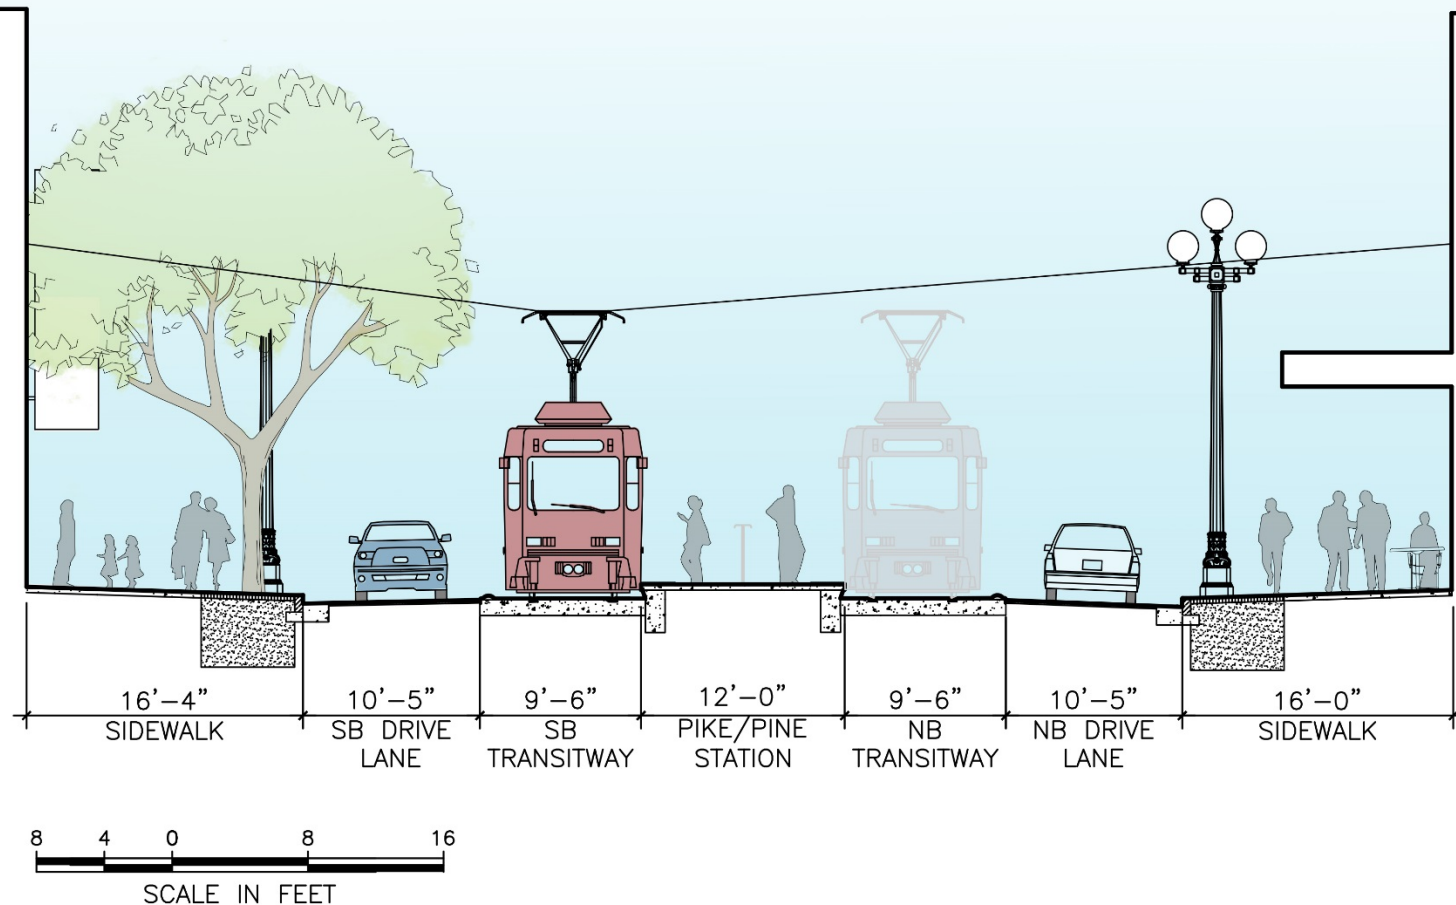 16'-4" 10'-5" 9'-6" 12'-0" 9'-6" 10'-5" 16'-0"
SIDEWALK SB DRIVE SB PIKE/PINE NB NB DRIVE SIDEWALK
LANE TRANSITWAY STATION TRANSITWAY LANE
8 4 0 8 16
SCALE IN FEET